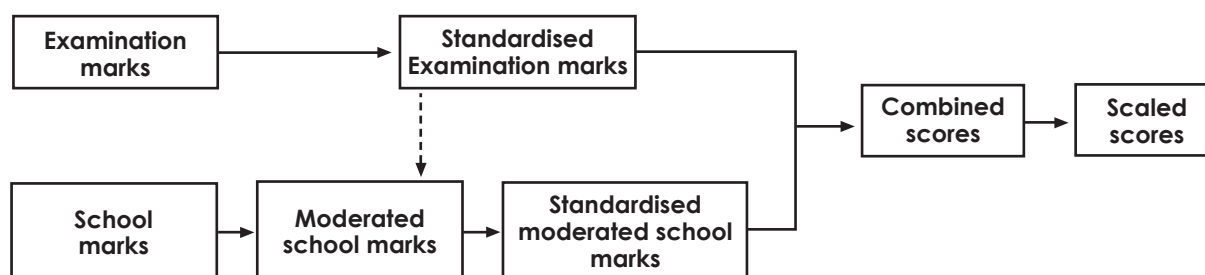 Examination
marks
Standardised
Examination marks
Combined
scores
Scaled
scores
School
marks
Moderated
school marks
Standardised
moderated school
marks